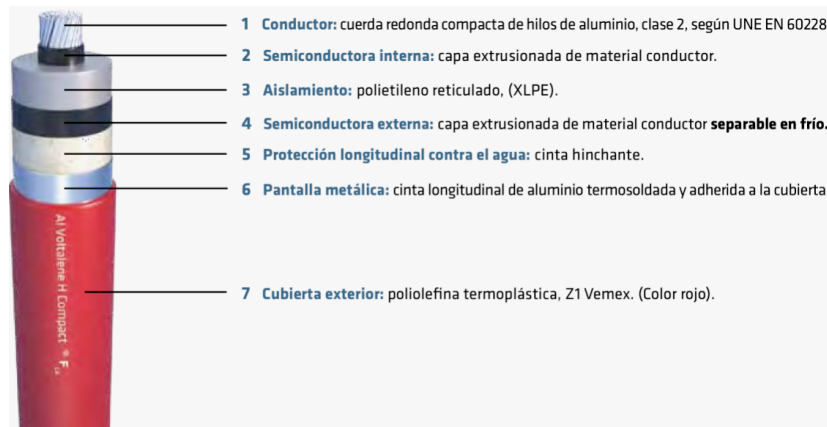 1 Conductor: cuerda redonda compacta de hilos de aluminio, clase 2, según UNE EN 60228
2 Semiconductora interna: capa extrusionada de material conductor.
3 Aislamiento: polietileno reticulado, (XLPE).
4 Semiconductora externa: capa extrusionada de material conductor separable en frío.
5 Protección longitudinal contra el agua: cinta hinchante.
6 Pantalla metálica: cinta longitudinal de aluminio termosoldada y adherida a la cubierta
7 Cubierta exterior: poliolefina termoplástica, Z1 Vemex. (Color rojo).
Al Voltalene H Compact ® Fca